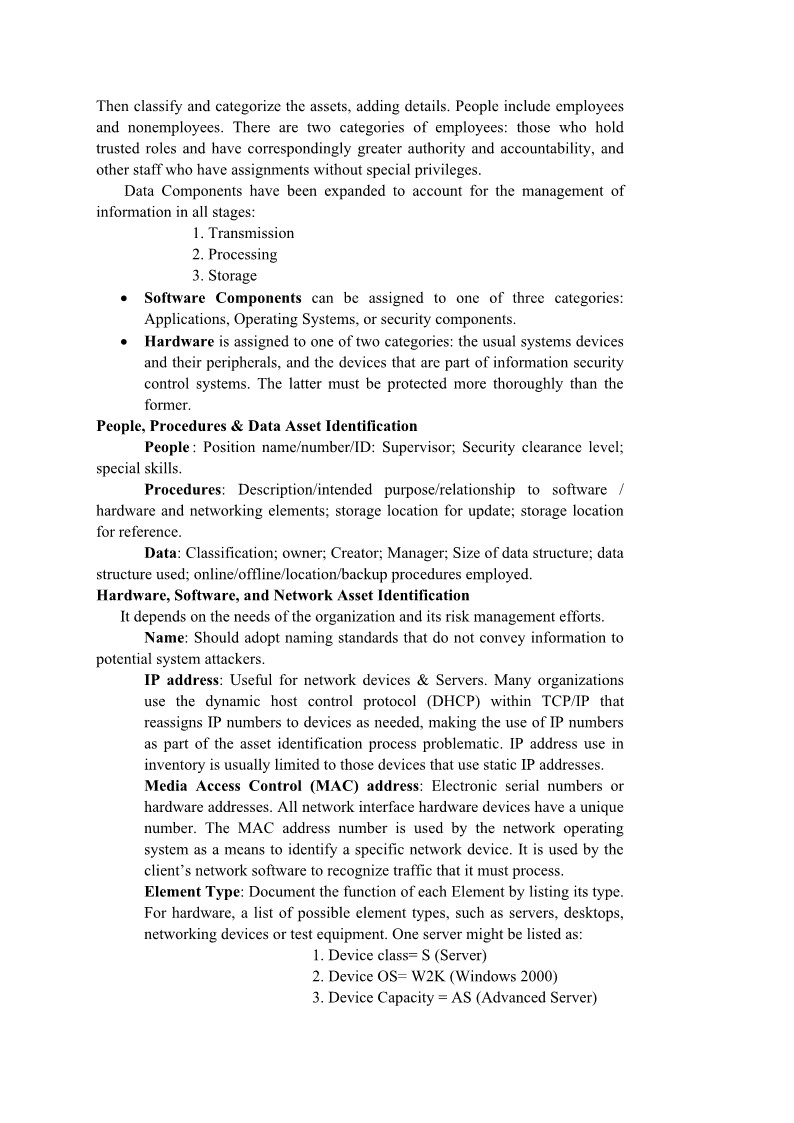 Then classify and categorize the assets, adding details. People include employees
and nonemployees. There are two categories of employees: those who hold
trusted roles and have correspondingly greater authority and accountability, and
other staff who have assignments without special privileges.
Data Components have been expanded to account for the management of
information in all stages:
1. Transmission
2. Processing
3. Storage
• Software Components can be assigned to one of three categories:
Applications, Operating Systems, or security components.
• Hardware is assigned to one of two categories: the usual systems devices
and their peripherals, and the devices that are part of information security
control systems. The latter must be protected more thoroughly than the
former.
People, Procedures & Data Asset Identification
People : Position name/number/ID: Supervisor; Security clearance level;
special skills.
Procedures: Description/intended purpose/relationship to software /
hardware and networking elements; storage location for update; storage location
for reference.
Data: Classification; owner; Creator; Manager; Size of data structure; data
structure used; online/offline/location/backup procedures employed.
Hardware, Software, and Network Asset Identification
It depends on the needs of the organization and its risk management efforts.
Name: Should adopt naming standards that do not convey information to
potential system attackers.
IP address: Useful for network devices & Servers. Many organizations
use the dynamic host control protocol (DHCP) within TCP/IP that
reassigns IP numbers to devices as needed, making the use of IP numbers
as part of the asset identification process problematic. IP address use in
inventory is usually limited to those devices that use static IP addresses.
Media Access Control (MAC) address: Electronic serial numbers or
hardware addresses. All network interface hardware devices have a unique
number. The MAC address number is used by the network operating
system as a means to identify a specific network device. It is used by the
client’s network software to recognize traffic that it must process.
Element Type: Document the function of each Element by listing its type.
For hardware, a list of possible element types, such as servers, desktops,
networking devices or test equipment. One server might be listed as:
1. Device class= S (Server)
2. Device OS= W2K (Windows 2000)
3. Device Capacity = AS (Advanced Server)